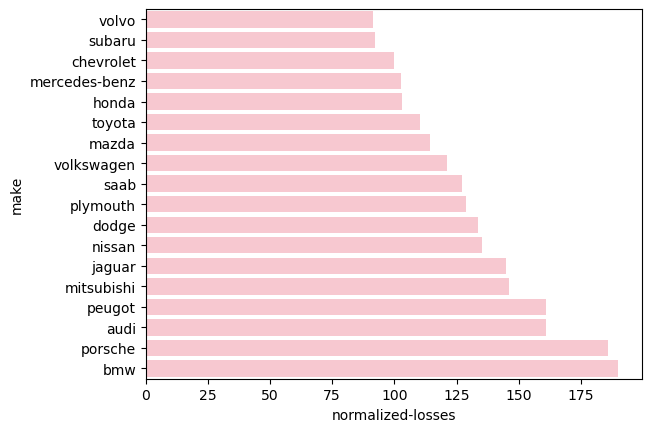 volvo
subaru
chevrolet
mercedes-benz
honda
toyota
mazda
volkswagen
saab
plymouth
dodge
nissan
jaguar
mitsubishi
peugot
audi
porsche
bmw
make
0 25 50 75 100 125 150 175
normalized-losses